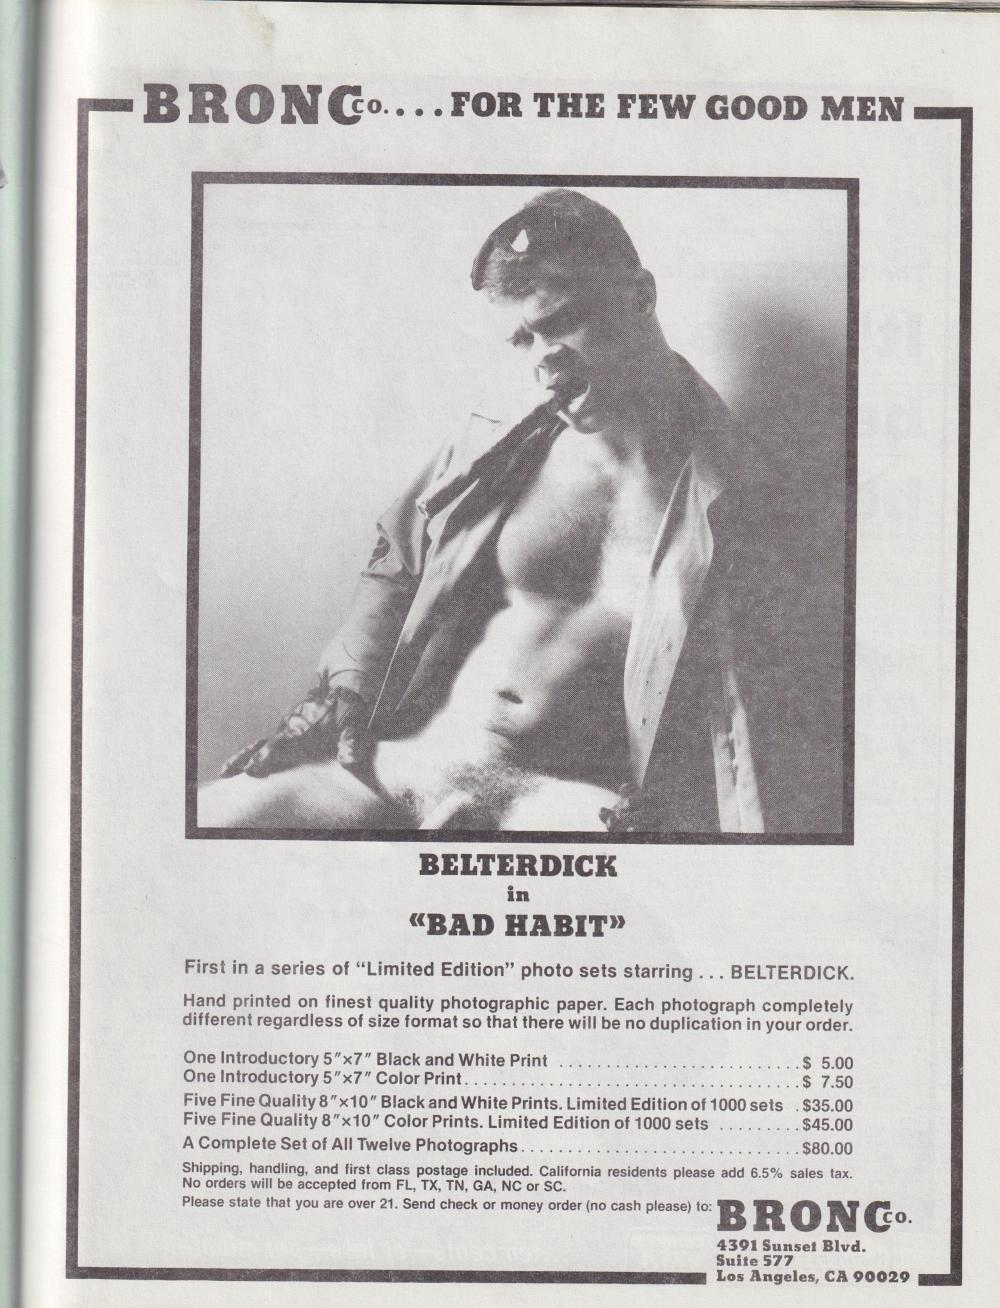 BRONC co.....FOR THE FEW GOOD MEN
BELTERDICK
in
«BAD HABIT»
First in a series of “Limited Edition” photo sets starring ... BELTERDICK.
Hand printed on finest quality photographic paper. Each photograph completely
different regardless of size format so that there will be no duplication in your order.
One Introductory 5″×7″ Black and White Print ..........................$ 5.00
One Introductory 5″×7″ Color Print.....................................$ 7.50
Five Fine Quality 8″×10″ Black and White Prints. Limited Edition of 1000 sets .$35.00
Five Fine Quality 8″×10″ Color Prints. Limited Edition of 1000 sets .........$45.00
A Complete Set of All Twelve Photographs..............................$80.00
Shipping, handling, and first class postage included. California residents please add 6.5% sales tax.
No orders will be accepted from FL, TX, TN, GA, NC or SC.
Please state that you are over 21. Send check or money order (no cash please) to:
BRONC co.
4391 Sunset Blvd.
Suite 577
Los Angeles, CA 90029